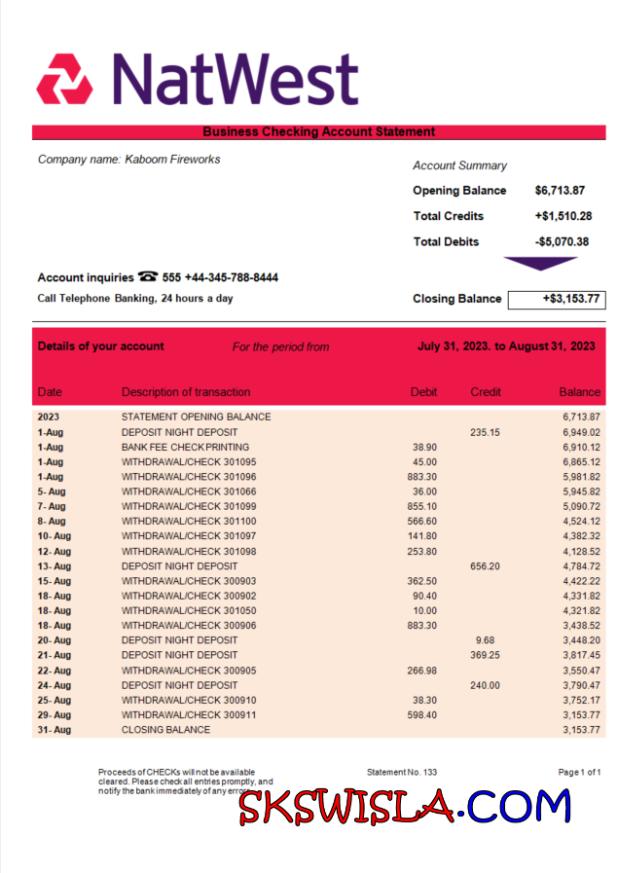 NatWest
Business Checking Account Statement
Company name: Kaboom Fireworks
Account Summary
Opening Balance $6,713.87
Total Credits +$1,510.28
Total Debits -$5,070.38
Account inquiries ☎ 555 +44-345-788-8444
Call Telephone Banking, 24 hours a day
Closing Balance +$3,153.77
Details of your account For the period from July 31, 2023. to August 31, 2023
Date Description of transaction Debit Credit Balance
2023 STATEMENT OPENING BALANCE 6,713.87
1-Aug DEPOSIT NIGHT DEPOSIT 235.15 6,949.02
1-Aug BANK FEE CHECKPRINTING 38.90 6,910.12
1-Aug WITHDRAWAL/CHECK 301095 45.00 6,865.12
1-Aug WITHDRAWAL/CHECK 301096 883.30 5,981.82
5- Aug WITHDRAWAL/CHECK 301066 36.00 5,945.82
7- Aug WITHDRAWAL/CHECK 301099 855.10 5,090.72
8- Aug WITHDRAWAL/CHECK 301100 566.60 4,524.12
10- Aug WITHDRAWAL/CHECK 301097 141.80 4,382.32
12- Aug WITHDRAWAL/CHECK 301098 253.80 4,128.52
13- Aug DEPOSIT NIGHT DEPOSIT 656.20 4,784.72
15- Aug WITHDRAWAL/CHECK 300903 362.50 4,422.22
18- Aug WITHDRAWAL/CHECK 300902 90.40 4,331.82
18- Aug WITHDRAWAL/CHECK 301050 10.00 4,321.82
18- Aug WITHDRAWAL/CHECK 300906 883.30 3,438.52
20- Aug DEPOSIT NIGHT DEPOSIT 9.68 3,448.20
21- Aug DEPOSIT NIGHT DEPOSIT 369.25 3,817.45
22- Aug WITHDRAWAL/CHECK 300905 266.98 3,550.47
24- Aug DEPOSIT NIGHT DEPOSIT 240.00 3,790.47
25- Aug WITHDRAWAL/CHECK 300910 38.30 3,752.17
29- Aug WITHDRAWAL/CHECK 300911 598.40 3,153.77
31- Aug CLOSING BALANCE 3,153.77
Proceeds of CHECKs will not be available Statement No. 133 Page 1 of 1
cleared. Please check all entries promptly, and
notify the bank immediately of any errors.
SKSWISLA.COM